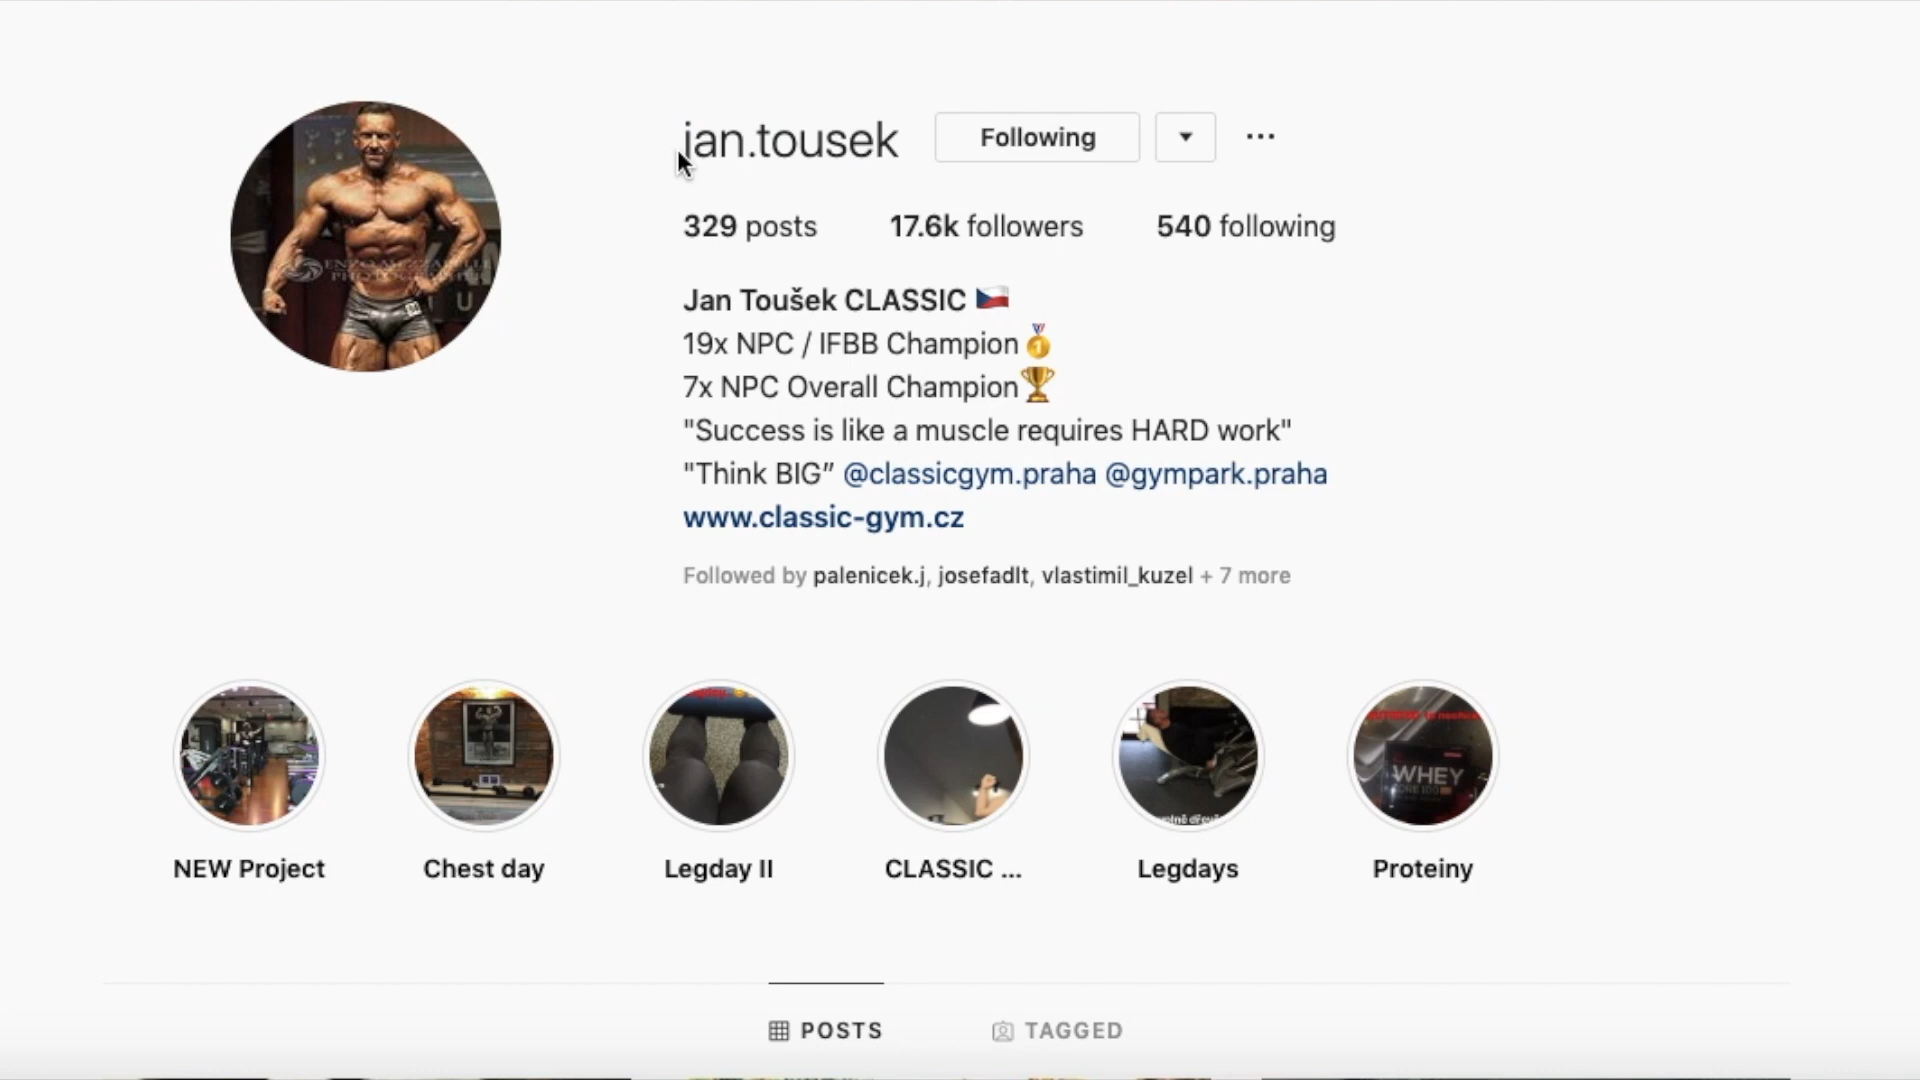 jan.tousek Following ...
329 posts 17.6k followers 540 following
Jan Toušek CLASSIC 🇨🇿
19x NPC / IFBB Champion🏅
7x NPC Overall Champion🏆
"Success is like a muscle requires HARD work"
"Think BIG” @classicgym.praha @gympark.praha
www.classic-gym.cz
Followed by palenicek.j, josefadlt, vlastimil_kuzel + 7 more
WHEY
NEW Project Chest day Legday II CLASSIC ... Legdays Proteiny
POSTS TAGGED